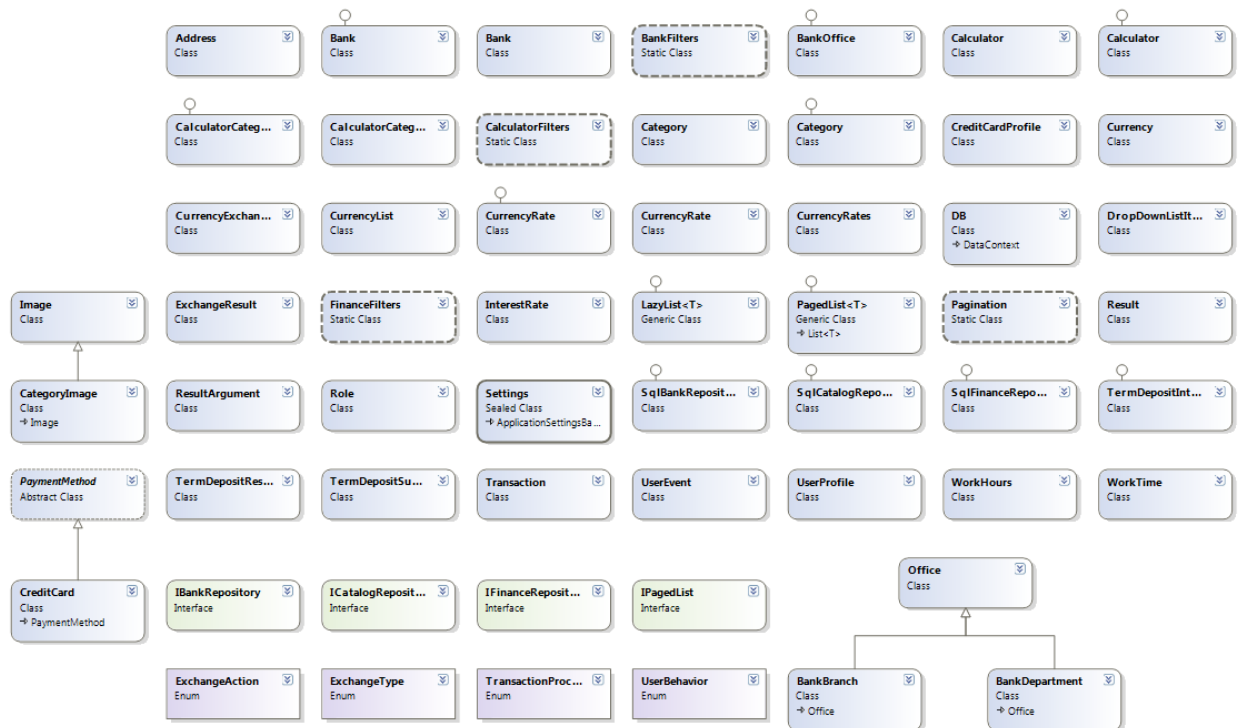 Address
Class
Bank
Class
Bank
Class
BankFilters
Static Class
BankOffice
Class
Calculator
Class
Calculator
Class
CalculatorCateg...
Class
CalculatorCateg...
Class
CalculatorFilters
Static Class
Category
Class
Category
Class
CreditCardProfile
Class
Currency
Class
CurrencyExchan...
Class
CurrencyList
Class
CurrencyRate
Class
CurrencyRate
Class
CurrencyRates
Class
DB
Class
DataContext
DropDownListIt...
Class
Image
Class
ExchangeResult
Class
FinanceFilters
Static Class
InterestRate
Class
LazyList<T>
Generic Class
PagedList<T>
Generic Class
List<T>
Pagination
Static Class
Result
Class
CategoryImage
Class
Image
ResultArgument
Class
Role
Class
Settings
Sealed Class
ApplicationSettingsBa...
SqlBankReposit...
Class
SqlCatalogRepo...
Class
SqlFinanceRepo...
Class
TermDepositInt...
Class
PaymentMethod
Abstract Class
TermDepositRes...
Class
TermDepositSu...
Class
Transaction
Class
UserEvent
Class
UserProfile
Class
WorkHours
Class
WorkTime
Class
CreditCard
Class
PaymentMethod
IBankRepository
Interface
ICatalogReposit...
Interface
IFinanceReposit...
Interface
IPagedList
Interface
Office
Class
ExchangeAction
Enum
ExchangeType
Enum
TransactionProc...
Enum
UserBehavior
Enum
BankBranch
Class
Office
BankDepartment
Class
Office